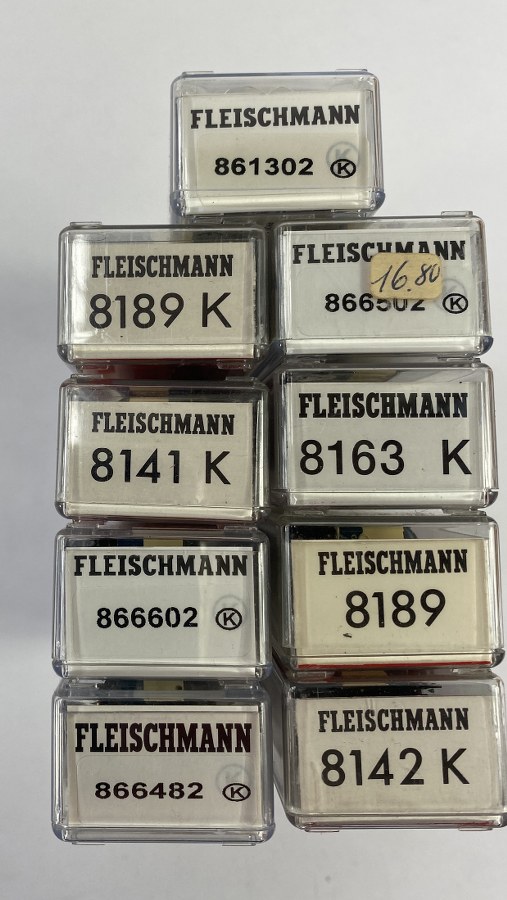 FLEISCHMANN
861302 K
FLEISCHMANN
8189 K
FLEISCHMANN
16.80
866502 K
FLEISCHMANN
8141 K
FLEISCHMANN
8163 K
FLEISCHMANN
866602 K
FLEISCHMANN
8189
FLEISCHMANN
866482 K
FLEISCHMANN
8142 K